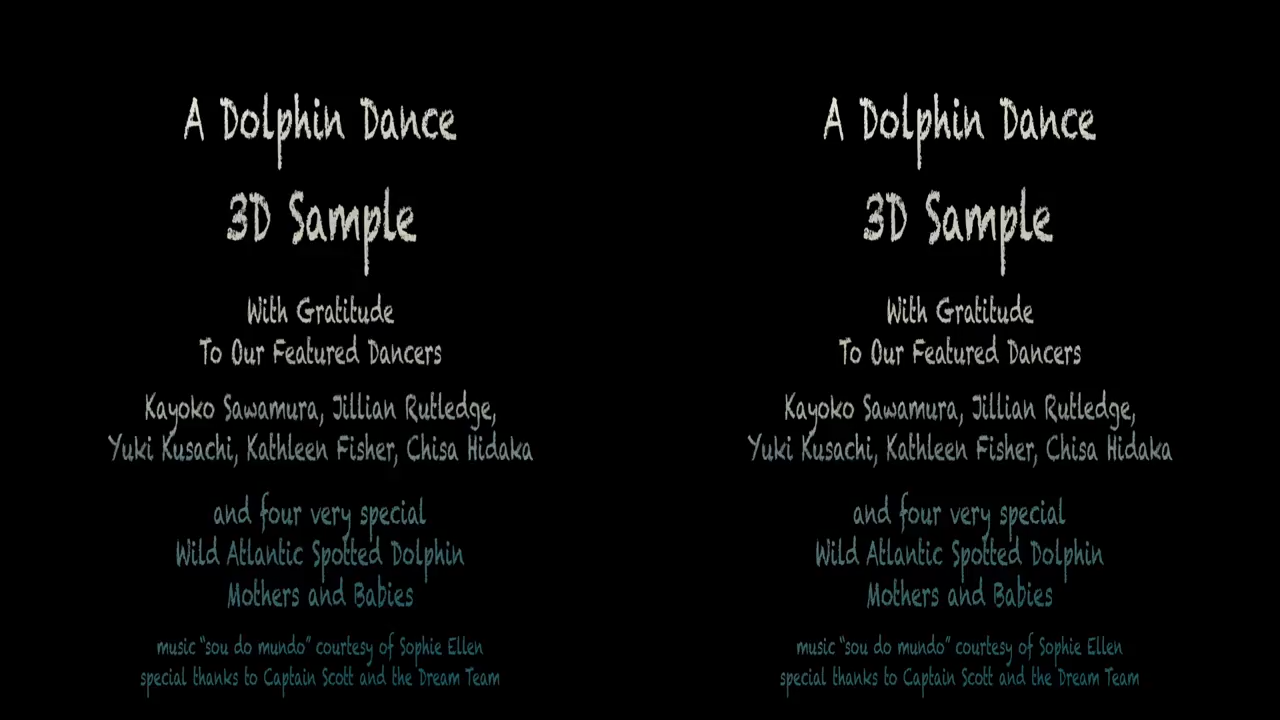 A Dolphin Dance
3D Sample
With Gratitude
To Our Featured Dancers
Kayoko Sawamura, Jillian Rutledge,
Yuki Kusachi, Kathleen Fisher, Chisa Hidaka
and four very special
Wild Atlantic Spotted Dolphin
Mothers and Babies
music "sou do mundo" courtesy of Sophie Ellen
special thanks to Captain Scott and the Dream Team
A Dolphin Dance
3D Sample
With Gratitude
To Our Featured Dancers
Kayoko Sawamura, Jillian Rutledge,
Yuki Kusachi, Kathleen Fisher, Chisa Hidaka
and four very special
Wild Atlantic Spotted Dolphin
Mothers and Babies
music "sou do mundo" courtesy of Sophie Ellen
special thanks to Captain Scott and the Dream Team